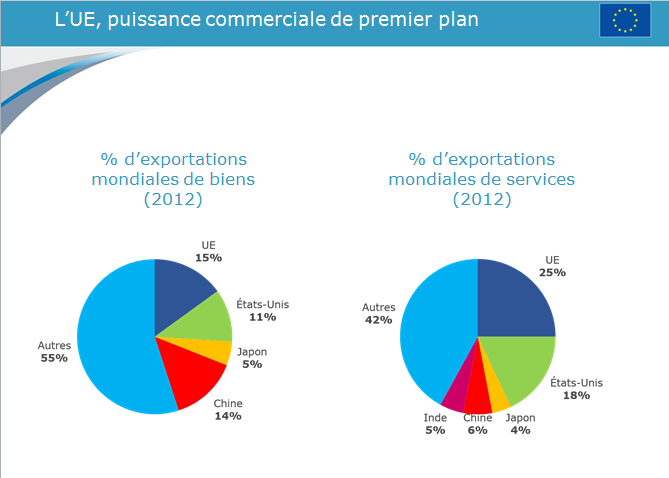 L’UE, puissance commerciale de premier plan
% d’exportations
mondiales de biens
(2012)
UE
15%
États-Unis
11%
Japon
5%
Chine
14%
Autres
55%
% d’exportations
mondiales de services
(2012)
UE
25%
États-Unis
18%
Japon
4%
Chine
6%
Inde
5%
Autres
42%